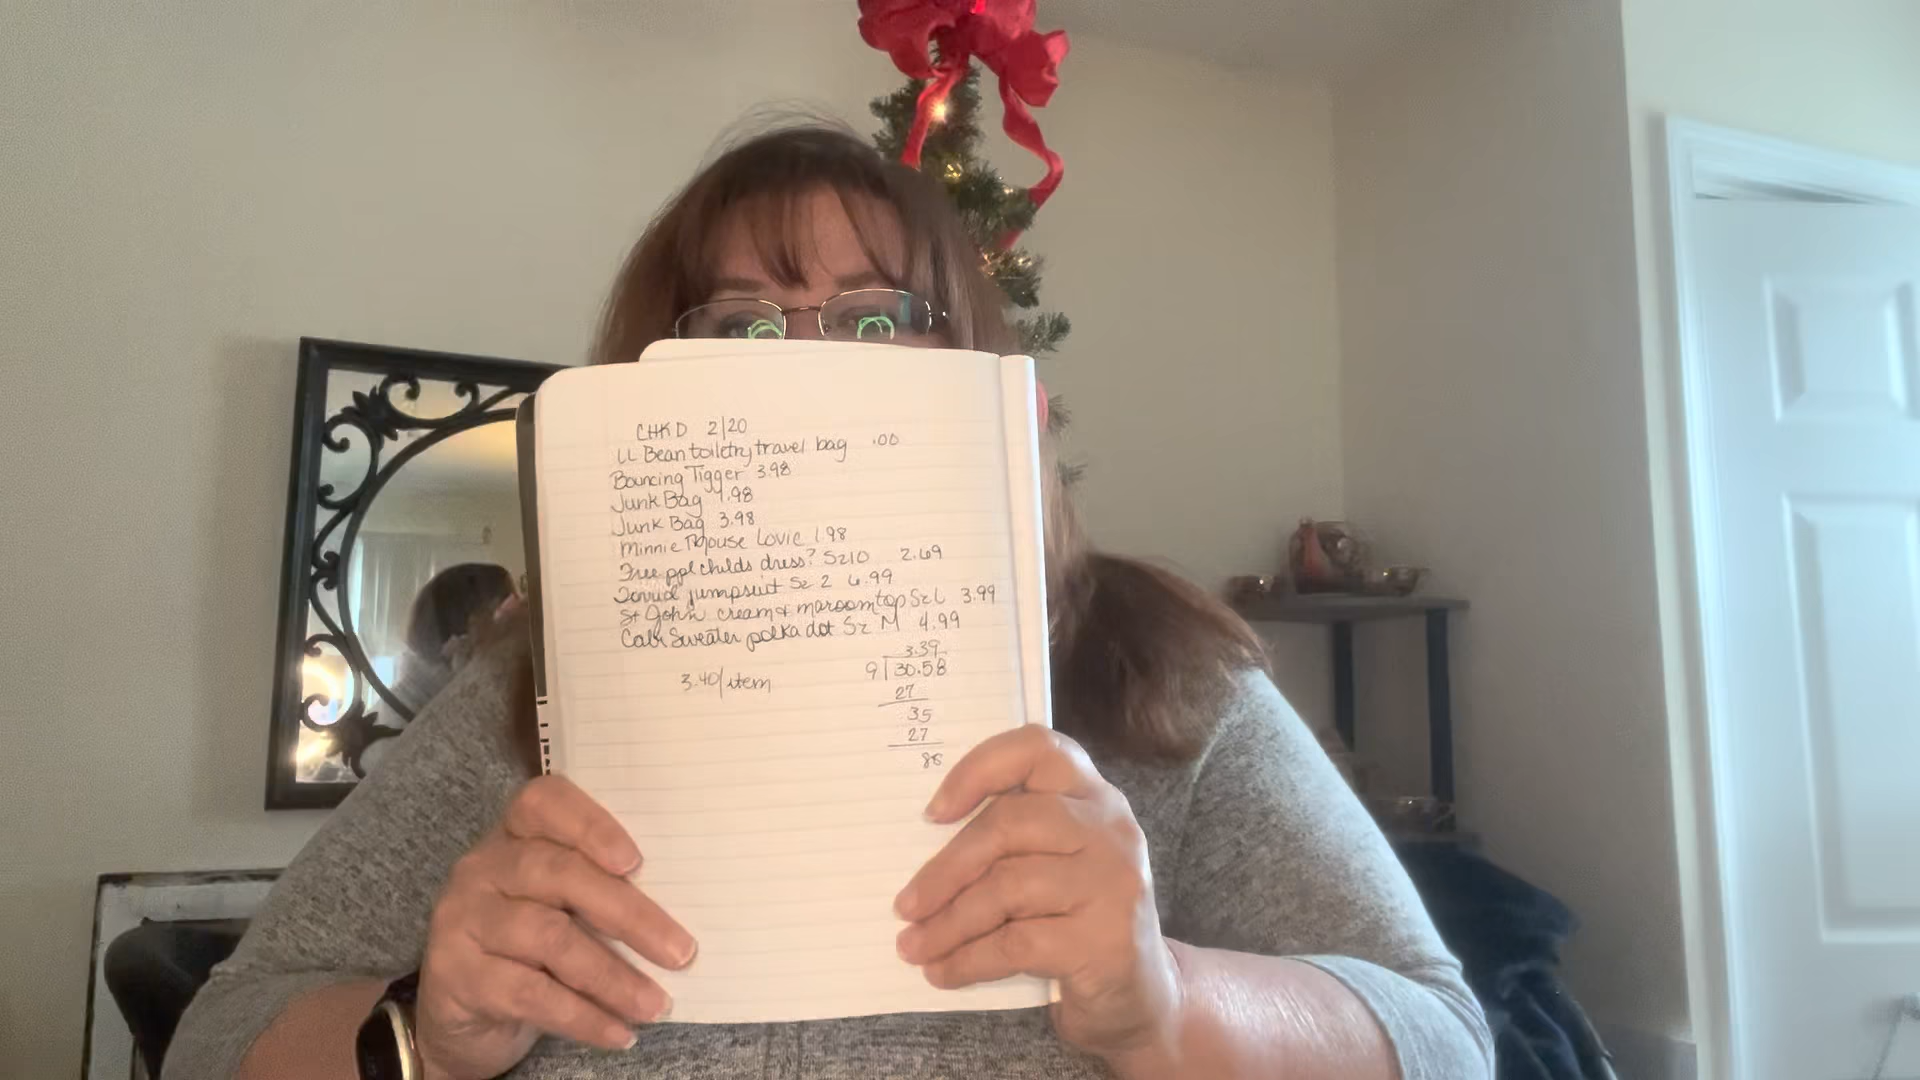 CHKD 2/20
LL Bean toiletry travel bag .00
Bouncing Tigger 3.98
Junk Bag 1.98
Junk Bag 3.98
Minnie Mouse Lovie 1.98
Free ppl childs dress? Sz10 2.69
jumpsuit Sz 2 6.99
St John cream & maroom top Sz L 3.99
Cabi Sweater polka dot Sz M 4.99
3.39
9 30.58
3.40/item
27
35
27
88